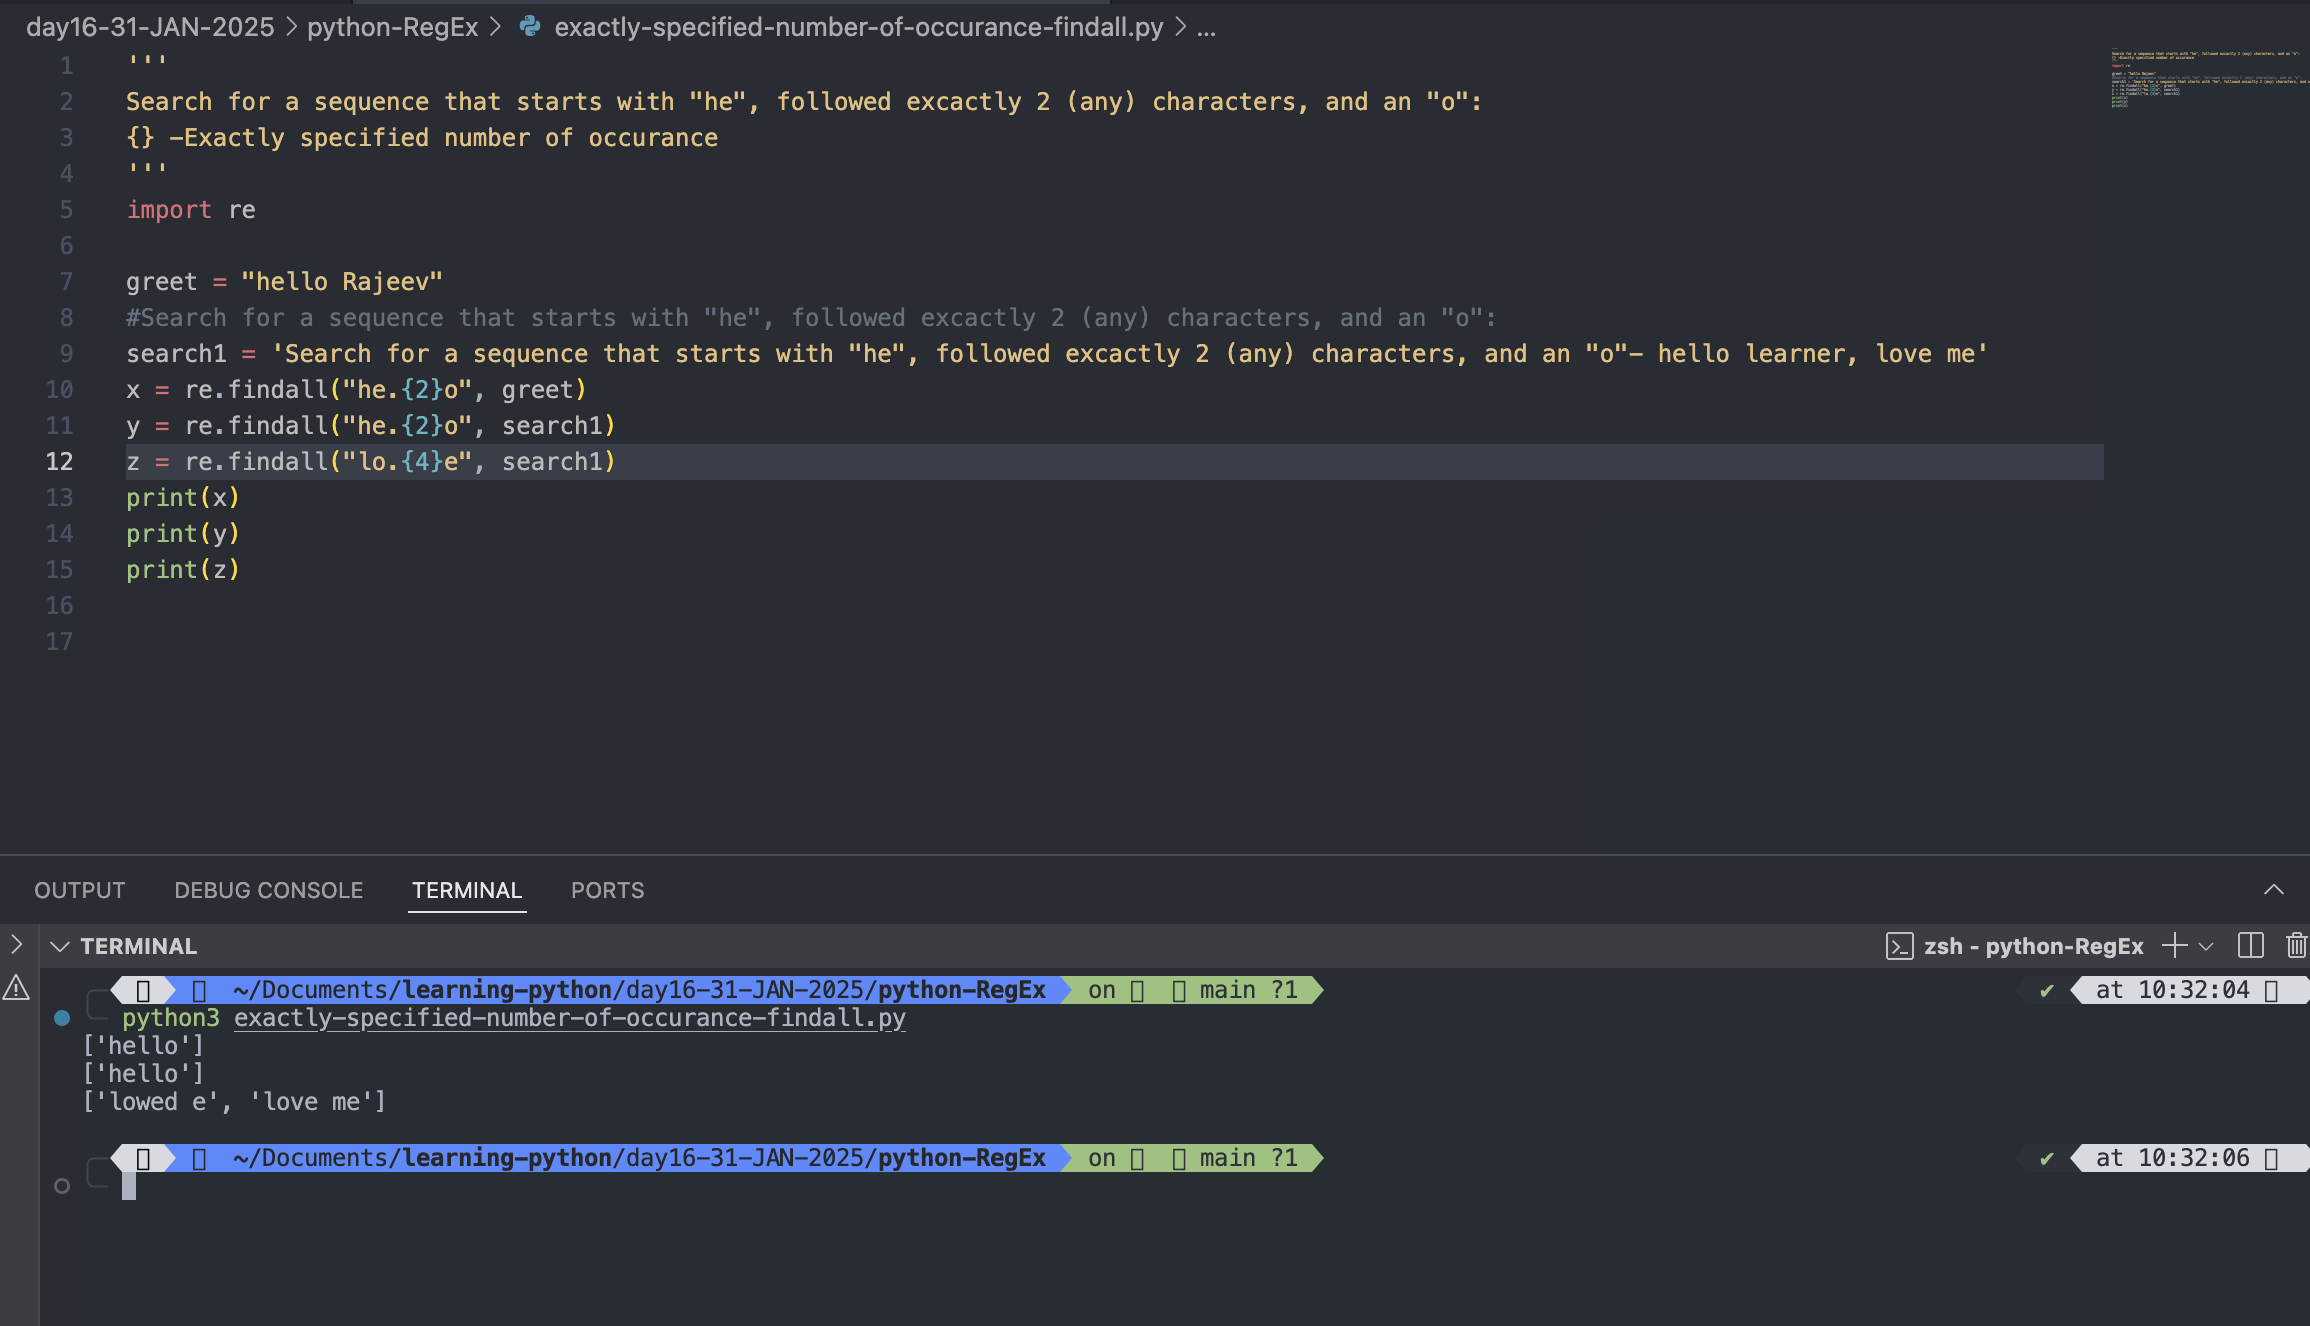 day16-31-JAN-2025 > python-RegEx > exactly-specified-number-of-occurance-findall.py > ...
1 '''
2 Search for a sequence that starts with "he", followed excactly 2 (any) characters, and an "o":
3 {} -Exactly specified number of occurance
4 '''
5 import re
6
7 greet = "hello Rajeev"
8 #Search for a sequence that starts with "he", followed excactly 2 (any) characters, and an "o":
9 search1 = 'Search for a sequence that starts with "he", followed excactly 2 (any) characters, and an "o"- hello learner, love me'
10 x = re.findall("he.{2}o", greet)
11 y = re.findall("he.{2}o", search1)
12 z = re.findall("lo.{4}e", search1)
13 print(x)
14 print(y)
15 print(z)
16
17
OUTPUT DEBUG CONSOLE TERMINAL PORTS
TERMINAL zsh - python-RegEx
~/Documents/learning-python/day16-31-JAN-2025/python-RegEx on main ?1 ✔ at 10:32:04
python3 exactly-specified-number-of-occurance-findall.py
['hello']
['hello']
['lowed e', 'love me']
~/Documents/learning-python/day16-31-JAN-2025/python-RegEx on main ?1 ✔ at 10:32:06